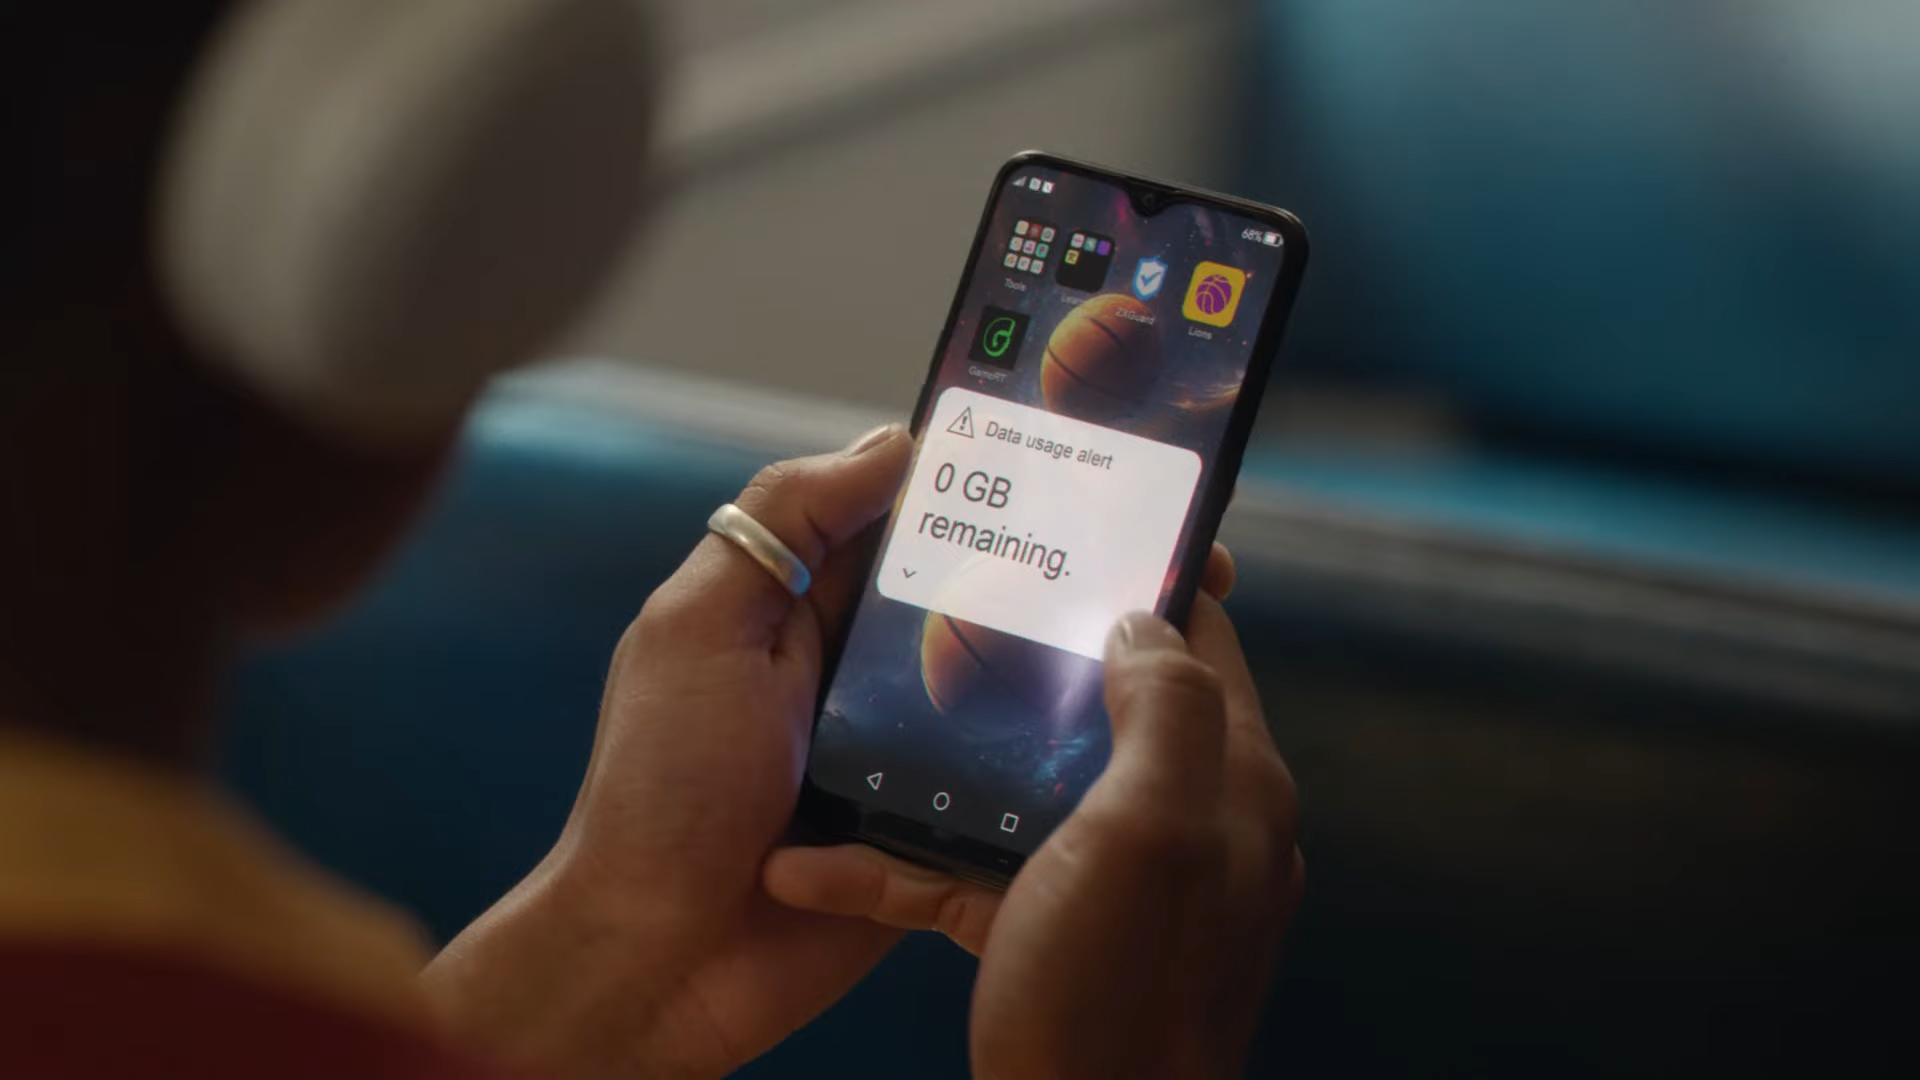 68%
Tools
ZXGuard
Lions
GameRT
Data usage alert
0 GB
remaining.